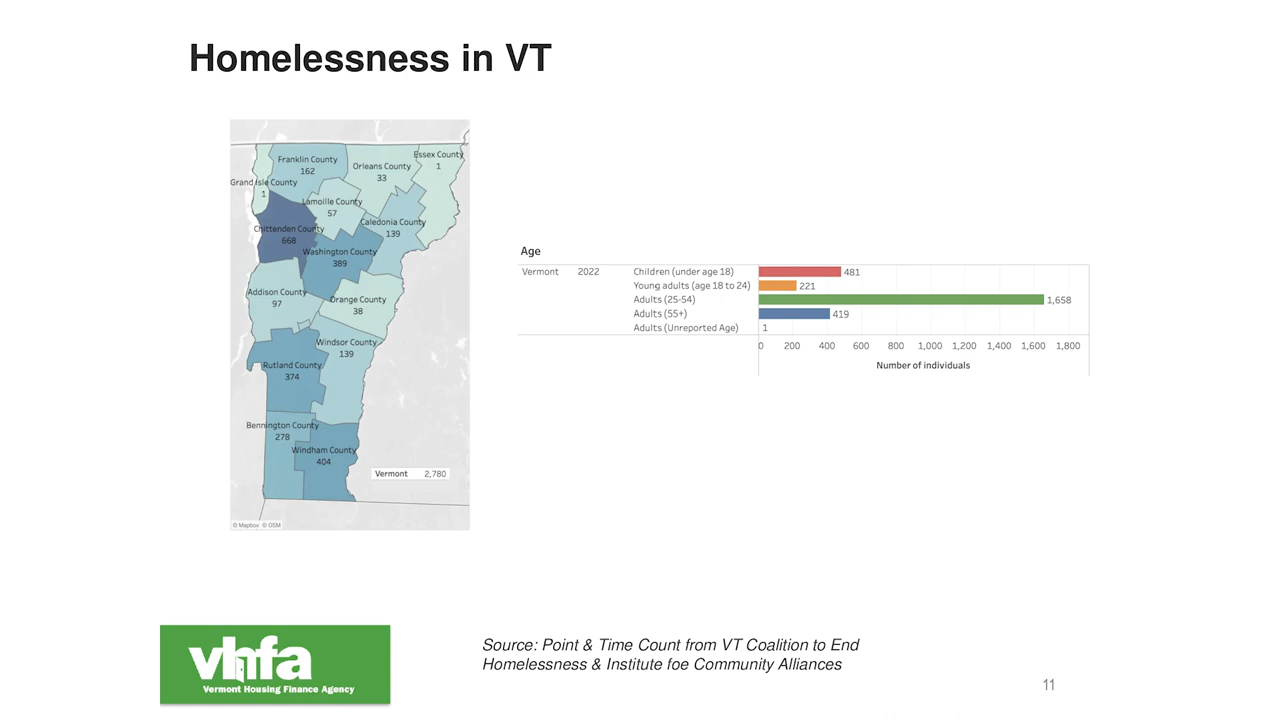 Homelessness in VT
Essex County
1
Franklin County
162
Orleans County
33
Grand Isle County
1
Lamoille County
57
Caledonia County
139
Chittenden County
668
Washington County
389
Addison County
97
Orange County
38
Windsor County
139
Rutland County
374
Bennington County
278
Windham County
404
Vermont 2,780
© Mapbox © OSM
Age
Vermont 2022 Children (under age 18) 481
Young adults (age 18 to 24) 221
Adults (25-54) 1,658
Adults (55+) 419
Adults (Unreported Age) 1
0 200 400 600 800 1,000 1,200 1,400 1,600 1,800
Number of individuals
vhfa
Vermont Housing Finance Agency
Source: Point & Time Count from VT Coalition to End
Homelessness & Institute foe Community Alliances
11